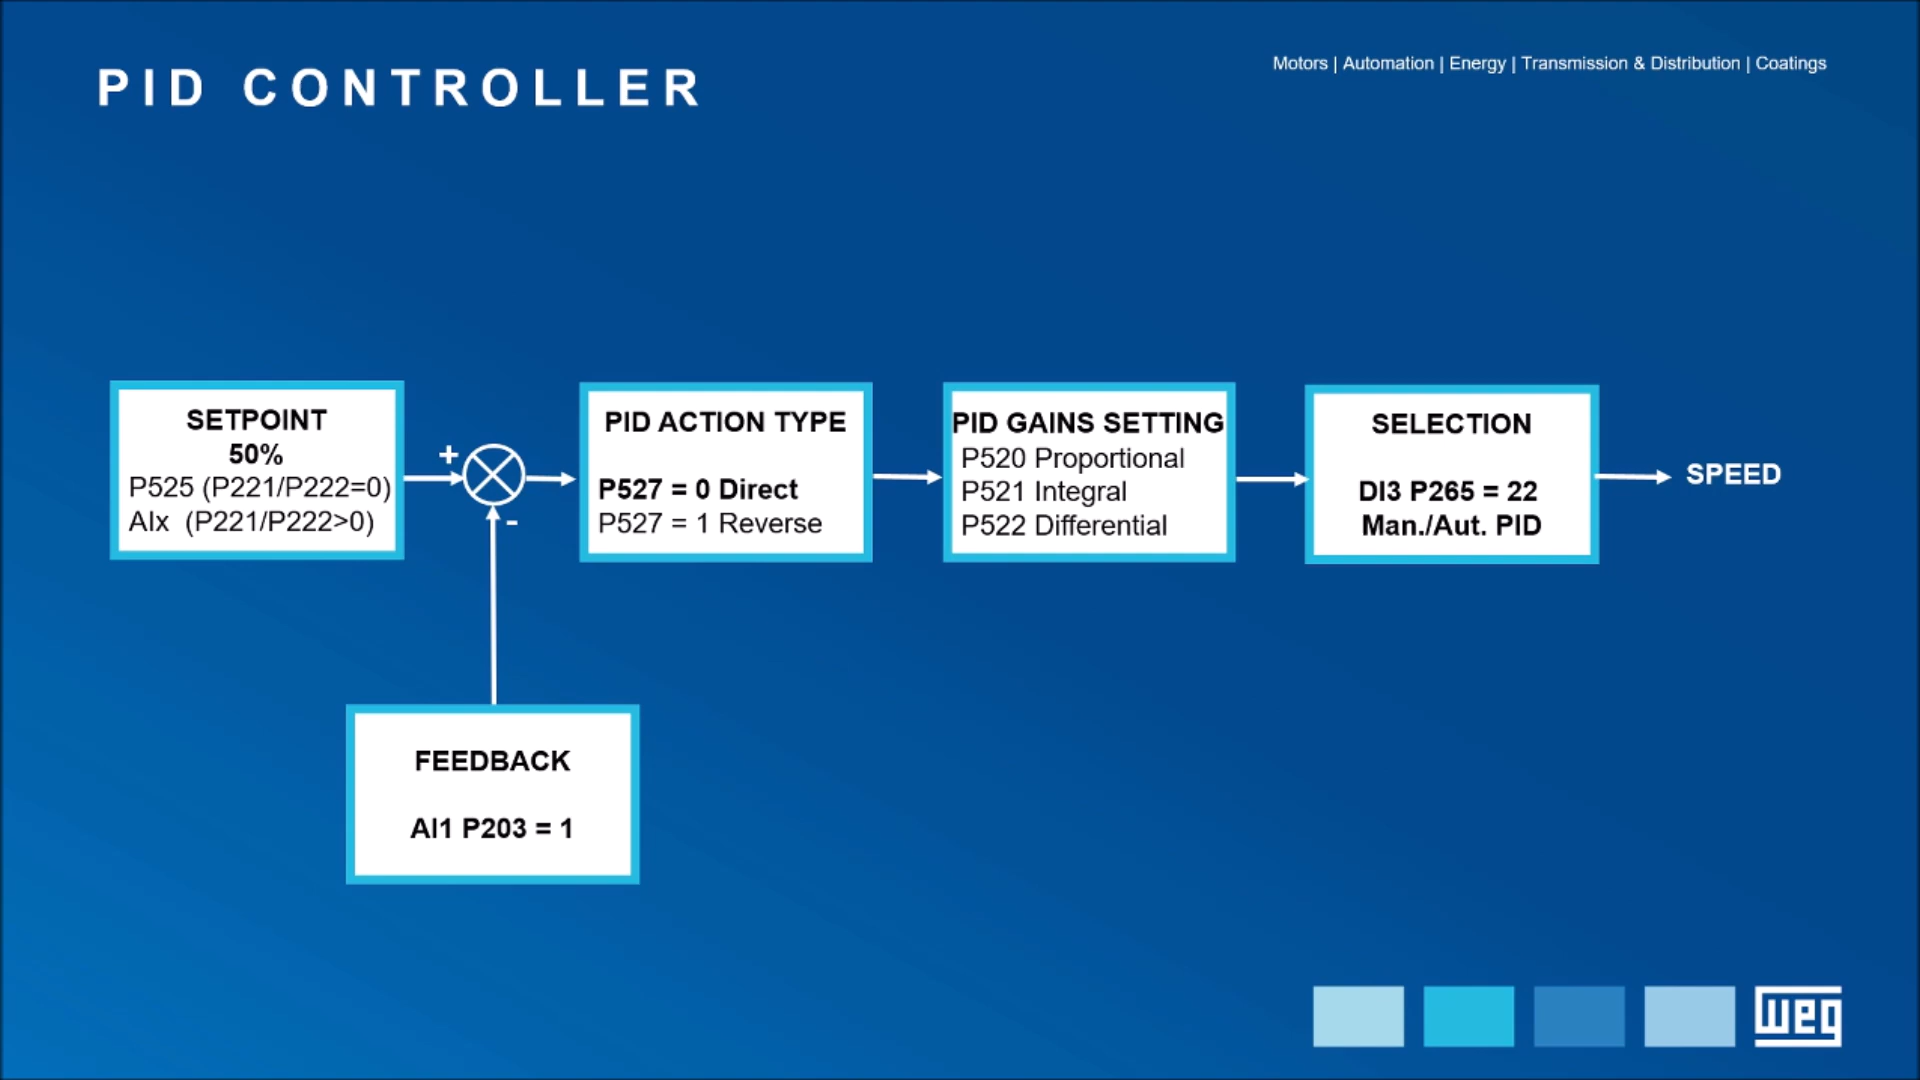 PID CONTROLLER
Motors | Automation | Energy | Transmission & Distribution | Coatings
SETPOINT
50%
P525 (P221/P222=0)
AIx (P221/P222>0)
+
-
PID ACTION TYPE
P527 = 0 Direct
P527 = 1 Reverse
PID GAINS SETTING
P520 Proportional
P521 Integral
P522 Differential
SELECTION
DI3 P265 = 22
Man./Aut. PID
SPEED
FEEDBACK
AI1 P203 = 1
weg